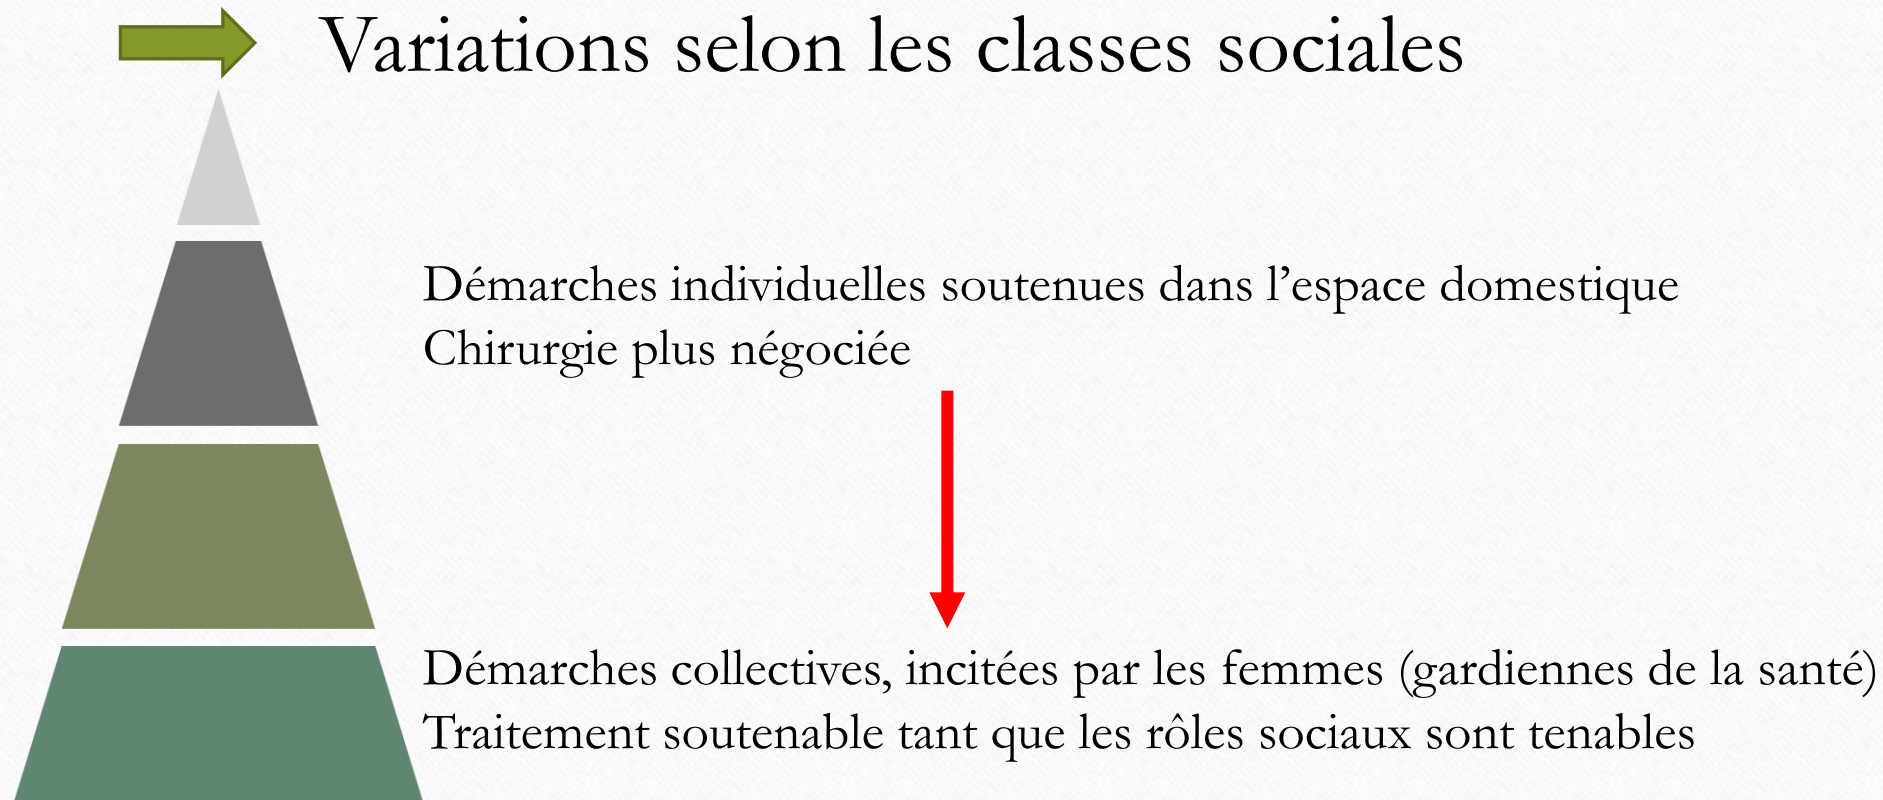 Variations selon les classes sociales
Démarches individuelles soutenues dans l’espace domestique
Chirurgie plus négociée
Démarches collectives, incitées par les femmes (gardiennes de la santé)
Traitement soutenable tant que les rôles sociaux sont tenables